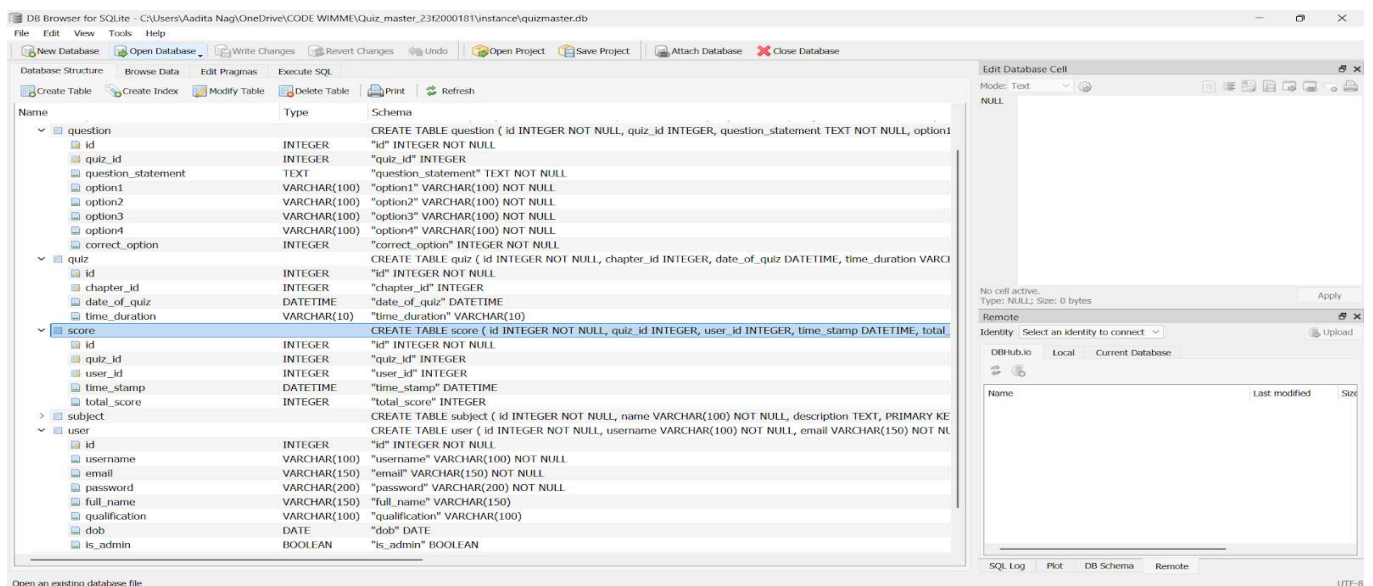 DB Browser for SQLite - C:\Users\Aadita Nag\OneDrive\CODE WIMME\Quiz_master_23f2000181\instance\quizmaster.db
File Edit View Tools Help
New Database Open Database Write Changes Revert Changes Undo Open Project Save Project Attach Database Close Database
Database Structure Browse Data Edit Pragmas Execute SQL
Create Table Create Index Modify Table Delete Table Print Refresh
Name Type Schema
question CREATE TABLE question ( id INTEGER NOT NULL, quiz_id INTEGER, question_statement TEXT NOT NULL, option1
id INTEGER "id" INTEGER NOT NULL
quiz_id INTEGER "quiz_id" INTEGER
question_statement TEXT "question_statement" TEXT NOT NULL
option1 VARCHAR(100) "option1" VARCHAR(100) NOT NULL
option2 VARCHAR(100) "option2" VARCHAR(100) NOT NULL
option3 VARCHAR(100) "option3" VARCHAR(100) NOT NULL
option4 VARCHAR(100) "option4" VARCHAR(100) NOT NULL
correct_option INTEGER "correct_option" INTEGER NOT NULL
quiz CREATE TABLE quiz ( id INTEGER NOT NULL, chapter_id INTEGER, date_of_quiz DATETIME, time_duration VARCH
id INTEGER "id" INTEGER NOT NULL
chapter_id INTEGER "chapter_id" INTEGER
date_of_quiz DATETIME "date_of_quiz" DATETIME
time_duration VARCHAR(10) "time_duration" VARCHAR(10)
score CREATE TABLE score ( id INTEGER NOT NULL, quiz_id INTEGER, user_id INTEGER, time_stamp DATETIME, total_
id INTEGER "id" INTEGER NOT NULL
quiz_id INTEGER "quiz_id" INTEGER
user_id INTEGER "user_id" INTEGER
time_stamp DATETIME "time_stamp" DATETIME
total_score INTEGER "total_score" INTEGER
subject CREATE TABLE subject ( id INTEGER NOT NULL, name VARCHAR(100) NOT NULL, description TEXT, PRIMARY KE
user CREATE TABLE user ( id INTEGER NOT NULL, username VARCHAR(100) NOT NULL, email VARCHAR(150) NOT NU
id INTEGER "id" INTEGER NOT NULL
username VARCHAR(100) "username" VARCHAR(100) NOT NULL
email VARCHAR(150) "email" VARCHAR(150) NOT NULL
password VARCHAR(200) "password" VARCHAR(200) NOT NULL
full_name VARCHAR(150) "full_name" VARCHAR(150)
qualification VARCHAR(100) "qualification" VARCHAR(100)
dob DATE "dob" DATE
is_admin BOOLEAN "is_admin" BOOLEAN
Edit Database Cell
Mode: Text
NULL
No cell active.
Type: NULL; Size: 0 bytes
Apply
Remote
Identity Select an identity to connect Upload
DBHub.io Local Current Database
Name Last modified Size
SQL Log Plot DB Schema Remote
Open an existing database file UTF-8